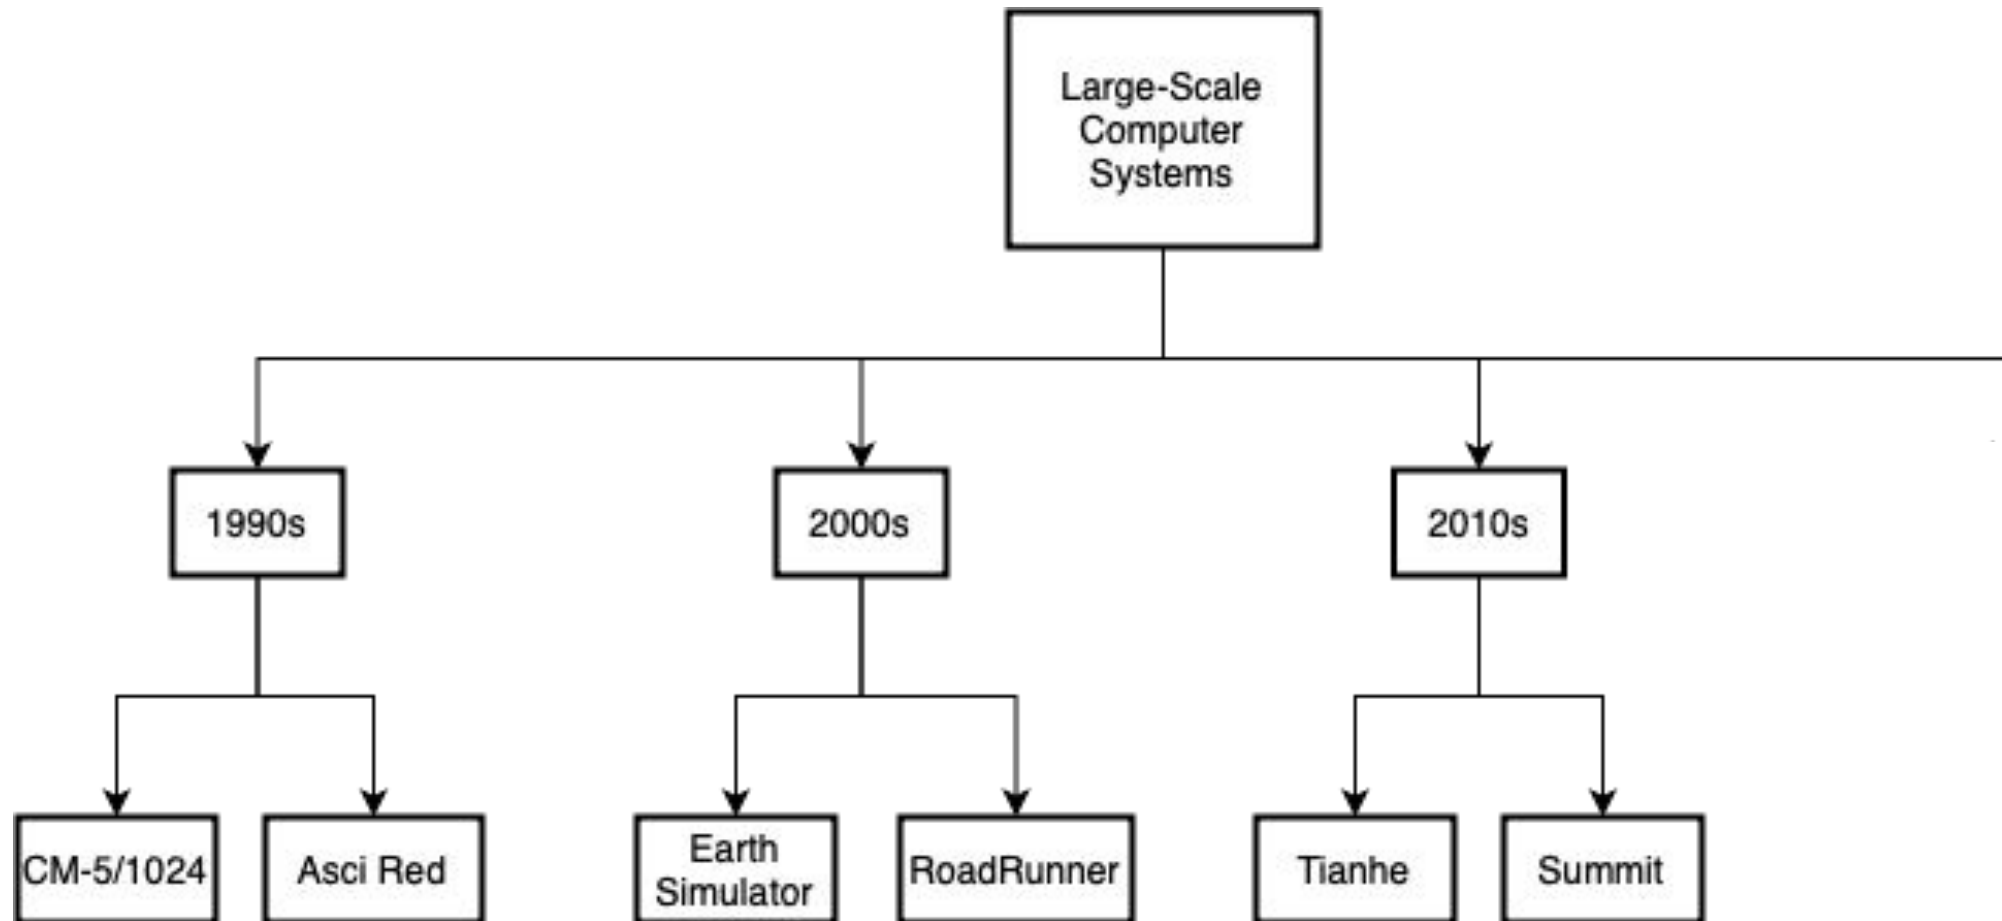 Large-Scale
Computer
Systems
1990s
2000s
2010s
CM-5/1024
Asci Red
Earth
Simulator
RoadRunner
Tianhe
Summit